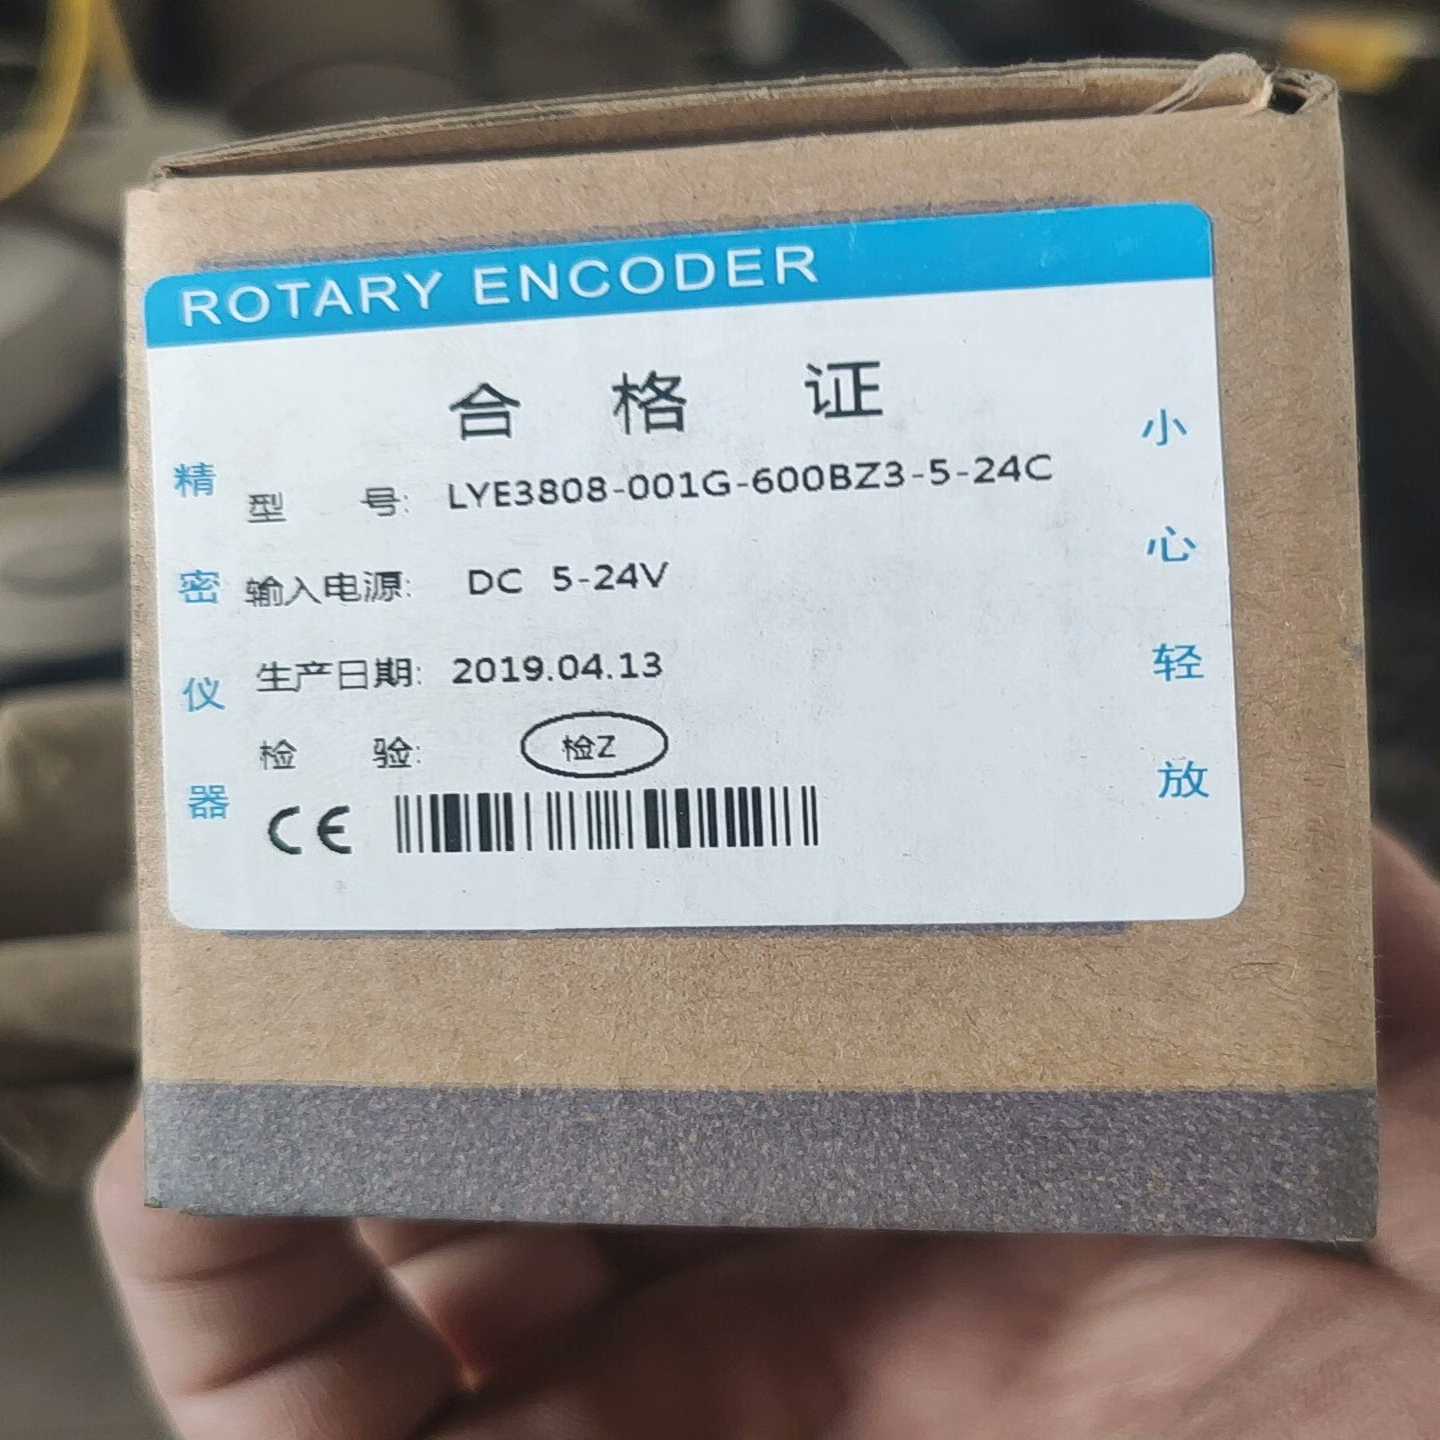 ROTARY ENCODER
合格证
型号: LYE3808-001G-600BZ3-5-24C
输入电源: DC 5-24V
生产日期: 2019.04.13
检验: 检Z
CE
精密仪器
小心轻放